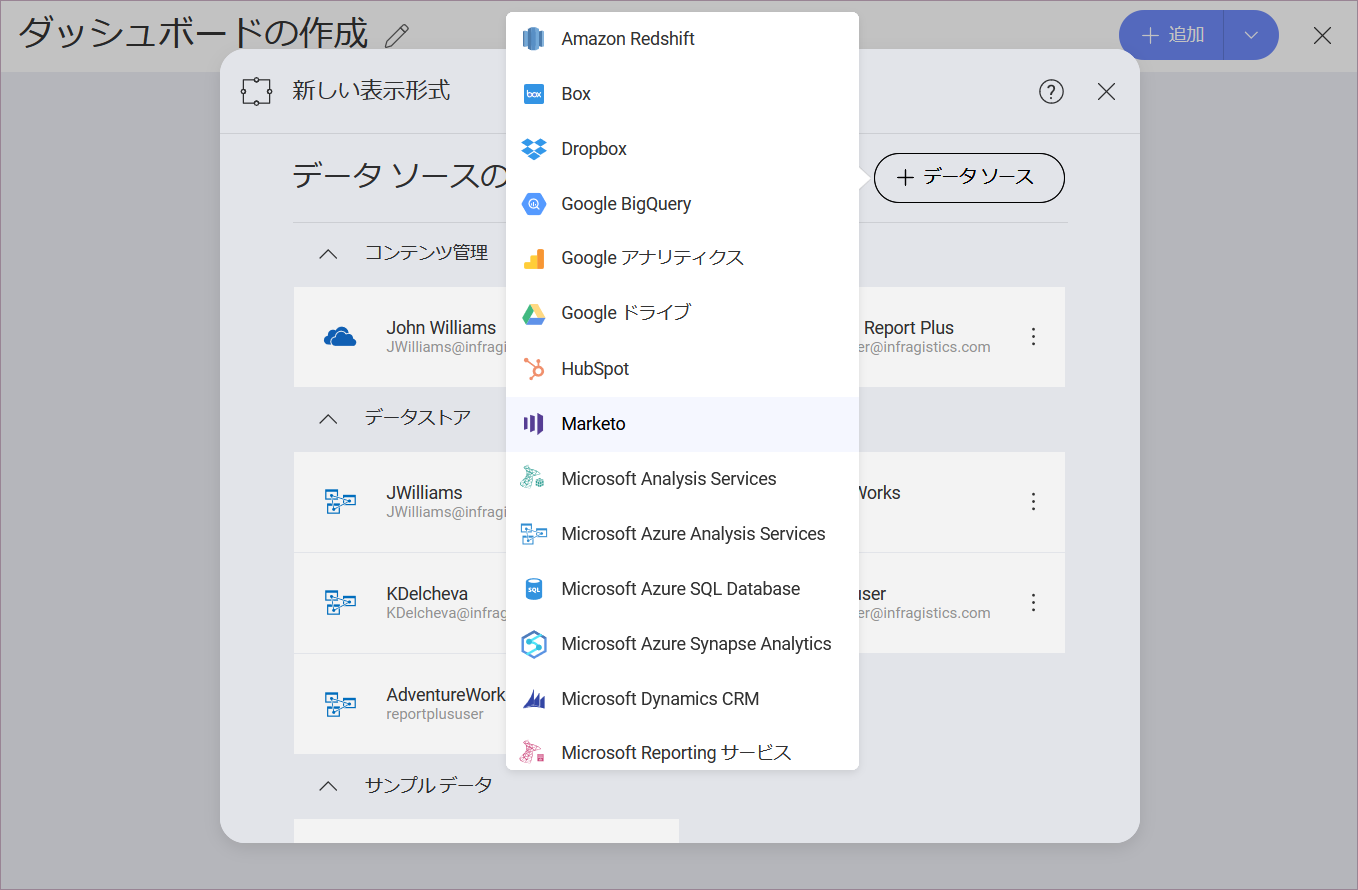 ダッシュボードの作成
追加
新しい表示形式
データ ソースの
データ ソース
コンテンツ管理
John Williams
JWilliams@infragi
Report Plus
er@infragistics.com
データストア
JWilliams
JWilliams@infragi
Works
KDelcheva
KDelcheva@infrag
user
er@infragistics.com
AdventureWork
reportplususer
サンプル データ
Amazon Redshift
box
Box
Dropbox
Google BigQuery
Google アナリティクス
Google ドライブ
HubSpot
Marketo
Microsoft Analysis Services
Microsoft Azure Analysis Services
SQL
Microsoft Azure SQL Database
Microsoft Azure Synapse Analytics
Microsoft Dynamics CRM
Microsoft Reporting サービス